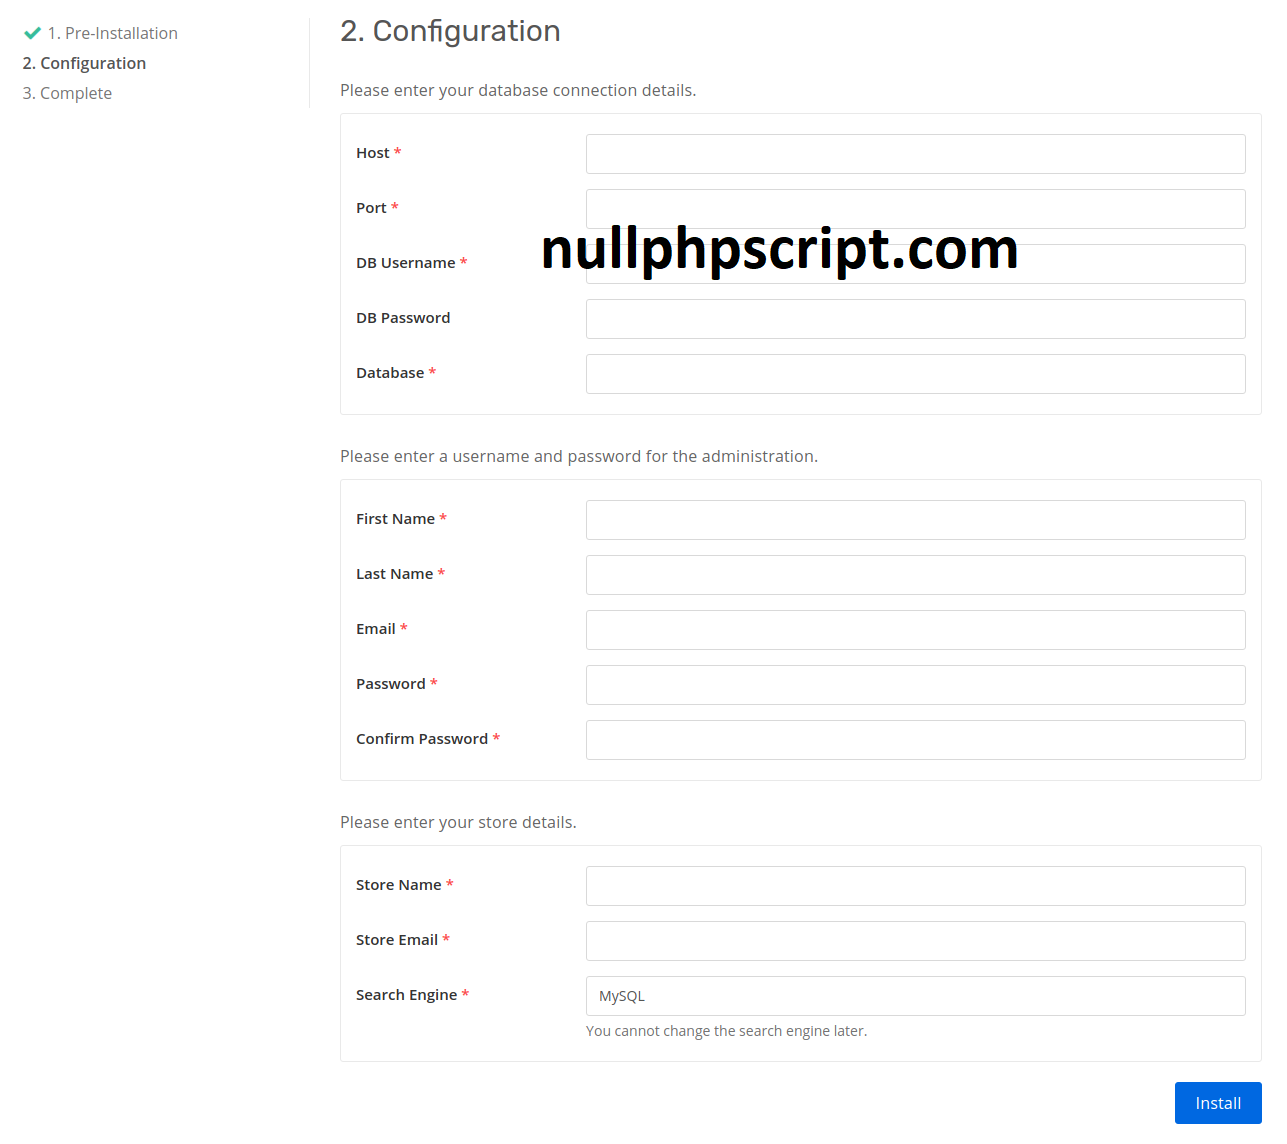 1. Pre-Installation
2. Configuration
3. Complete
2. Configuration
Please enter your database connection details.
Host *
Port *
nullphpscript.com
DB Username *
DB Password
Database *
Please enter a username and password for the administration.
First Name *
Last Name *
Email *
Password *
Confirm Password *
Please enter your store details.
Store Name *
Store Email *
Search Engine *
MySQL
You cannot change the search engine later.
Install